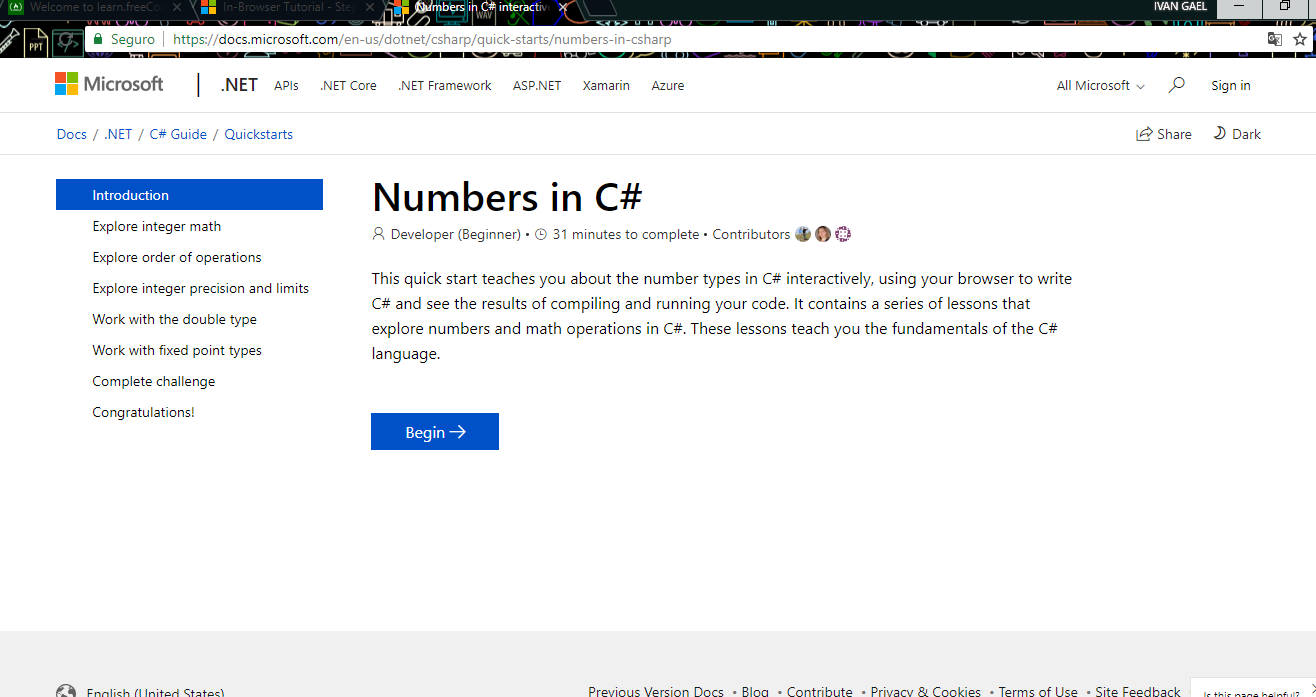 Welcome to learn.freeCo
In-Browser Tutorial - Ste
Numbers in C# interactiv
IVAN GAEL
PPT
WAV
Seguro
https://docs.microsoft.com/en-us/dotnet/csharp/quick-starts/numbers-in-csharp
Microsoft
.NET APIs .NET Core .NET Framework ASP.NET Xamarin Azure
All Microsoft
Sign in
Docs / .NET / C# Guide / Quickstarts
Share
Dark
Introduction
Explore integer math
Explore order of operations
Explore integer precision and limits
Work with the double type
Work with fixed point types
Complete challenge
Congratulations!
Numbers in C#
Developer (Beginner) • 31 minutes to complete • Contributors
This quick start teaches you about the number types in C# interactively, using your browser to write
C# and see the results of compiling and running your code. It contains a series of lessons that
explore numbers and math operations in C#. These lessons teach you the fundamentals of the C#
language.
Begin
English (United States)
Previous Version Docs • Blog • Contribute • Privacy & Cookies • Terms of Use • Site Feedback
Is this page helpful?